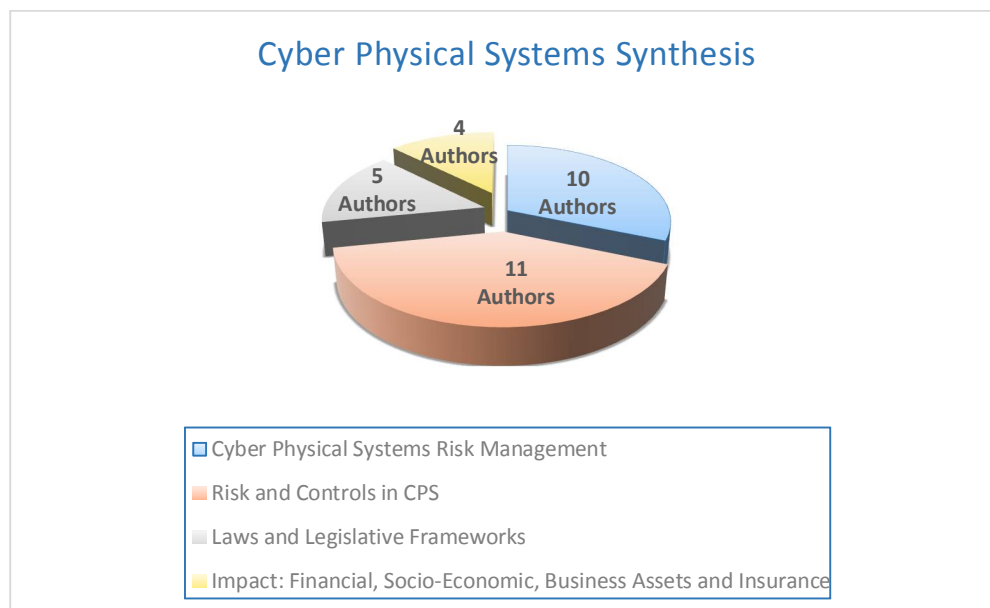 Cyber Physical Systems Synthesis
4
Authors
5
Authors
10
Authors
11
Authors
Cyber Physical Systems Risk Management
Risk and Controls in CPS
Laws and Legislative Frameworks
Impact: Financial, Socio-Economic, Business Assets and Insurance